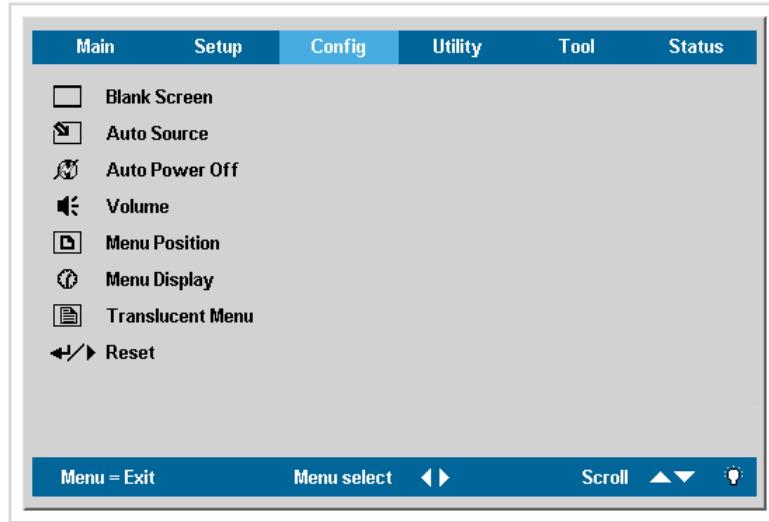 Main Setup Config Utility Tool Status
Blank Screen
Auto Source
Auto Power Off
Volume
Menu Position
Menu Display
Translucent Menu
Reset
Menu = Exit Menu select Scroll